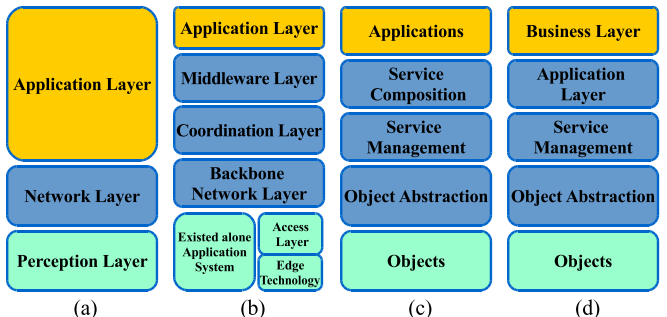 Application Layer
Network Layer
Perception Layer
(a)
Application Layer
Middleware Layer
Coordination Layer
Backbone
Network Layer
Existed alone
Application
System
Access
Layer
Edge
Technology
(b)
Applications
Service
Composition
Service
Management
Object Abstraction
Objects
(c)
Business Layer
Application
Layer
Service
Management
Object Abstraction
Objects
(d)